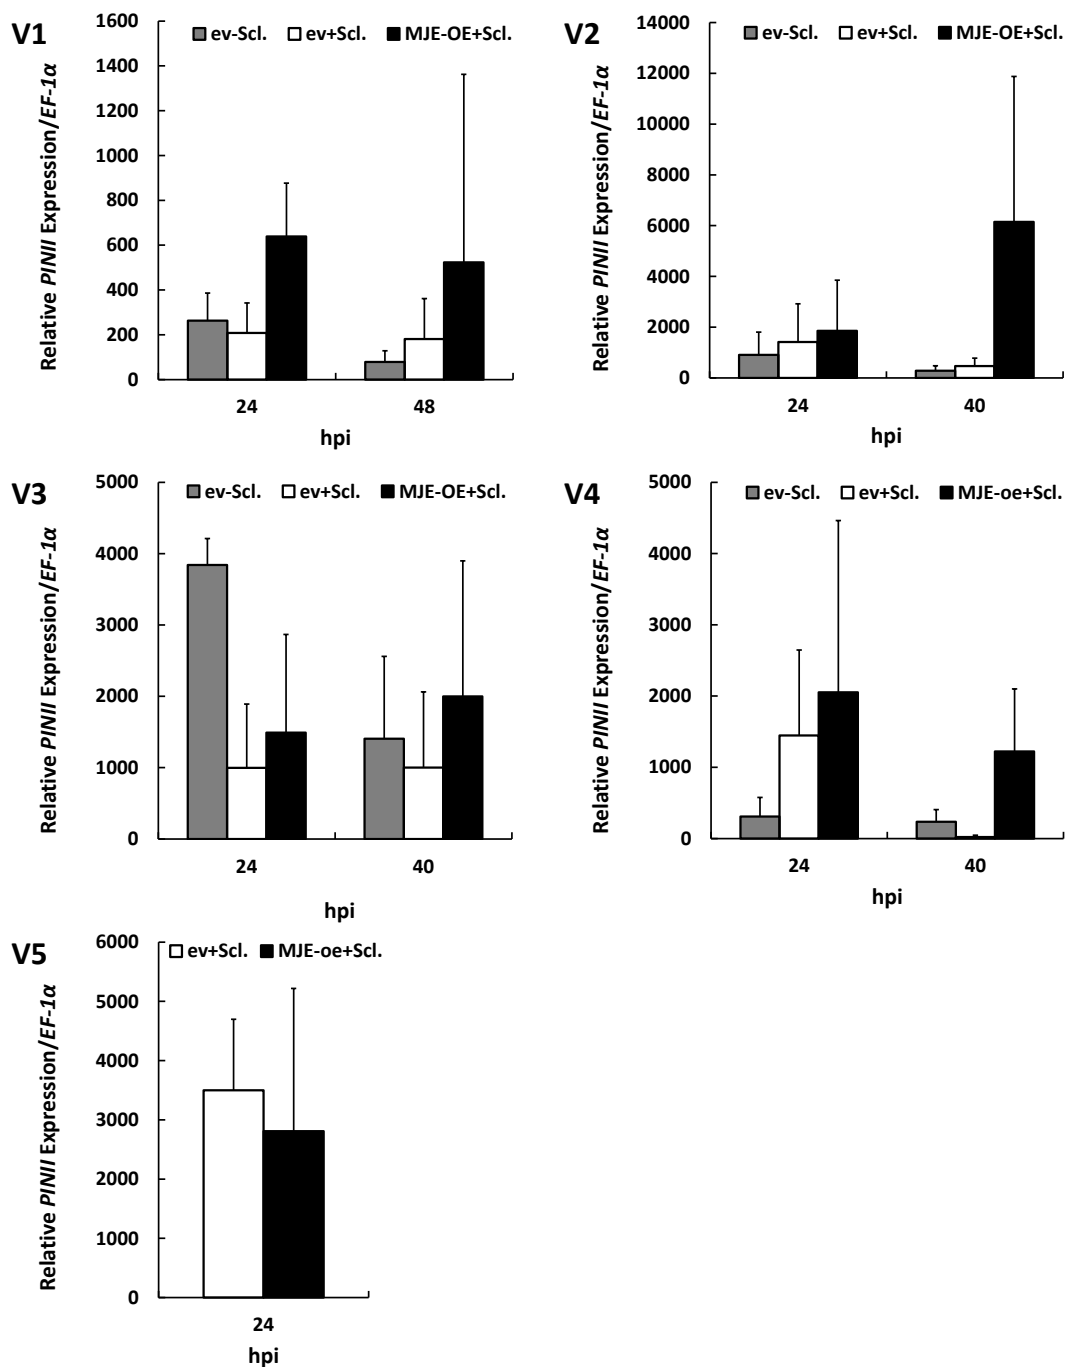 V1
ev-Scl. ev+Scl. MJE-OE+Scl.
Relative PINII Expression/EF-1α
1600
1400
1200
1000
800
600
400
200
0
24 48
hpi
V2
ev-Scl. ev+Scl. MJE-OE+Scl.
Relative PINII Expression/EF-1α
14000
12000
10000
8000
6000
4000
2000
0
24 40
hpi
V3
ev-Scl. ev+Scl. MJE-OE+Scl.
Relative PINII Expression/EF-1α
5000
4000
3000
2000
1000
0
24 40
hpi
V4
ev-Scl. ev+Scl. MJE-oe+Scl.
Relative PINII Expression/EF-1α
5000
4000
3000
2000
1000
0
24 40
hpi
V5
ev+Scl. MJE-oe+Scl.
Relative PINII Expression/EF-1α
6000
5000
4000
3000
2000
1000
0
24
hpi